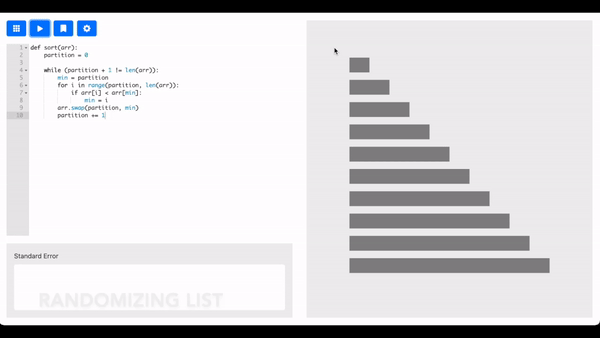 1 def sort(arr):
2 partition = 0
3
4 while (partition + 1 != len(arr)):
5 min = partition
6 for i in range(partition, len(arr)):
7 if arr[i] < arr[min]:
8 min = i
9 arr.swap(partition, min)
10 partition += 1
Standard Error
RANDOMIZING LIST